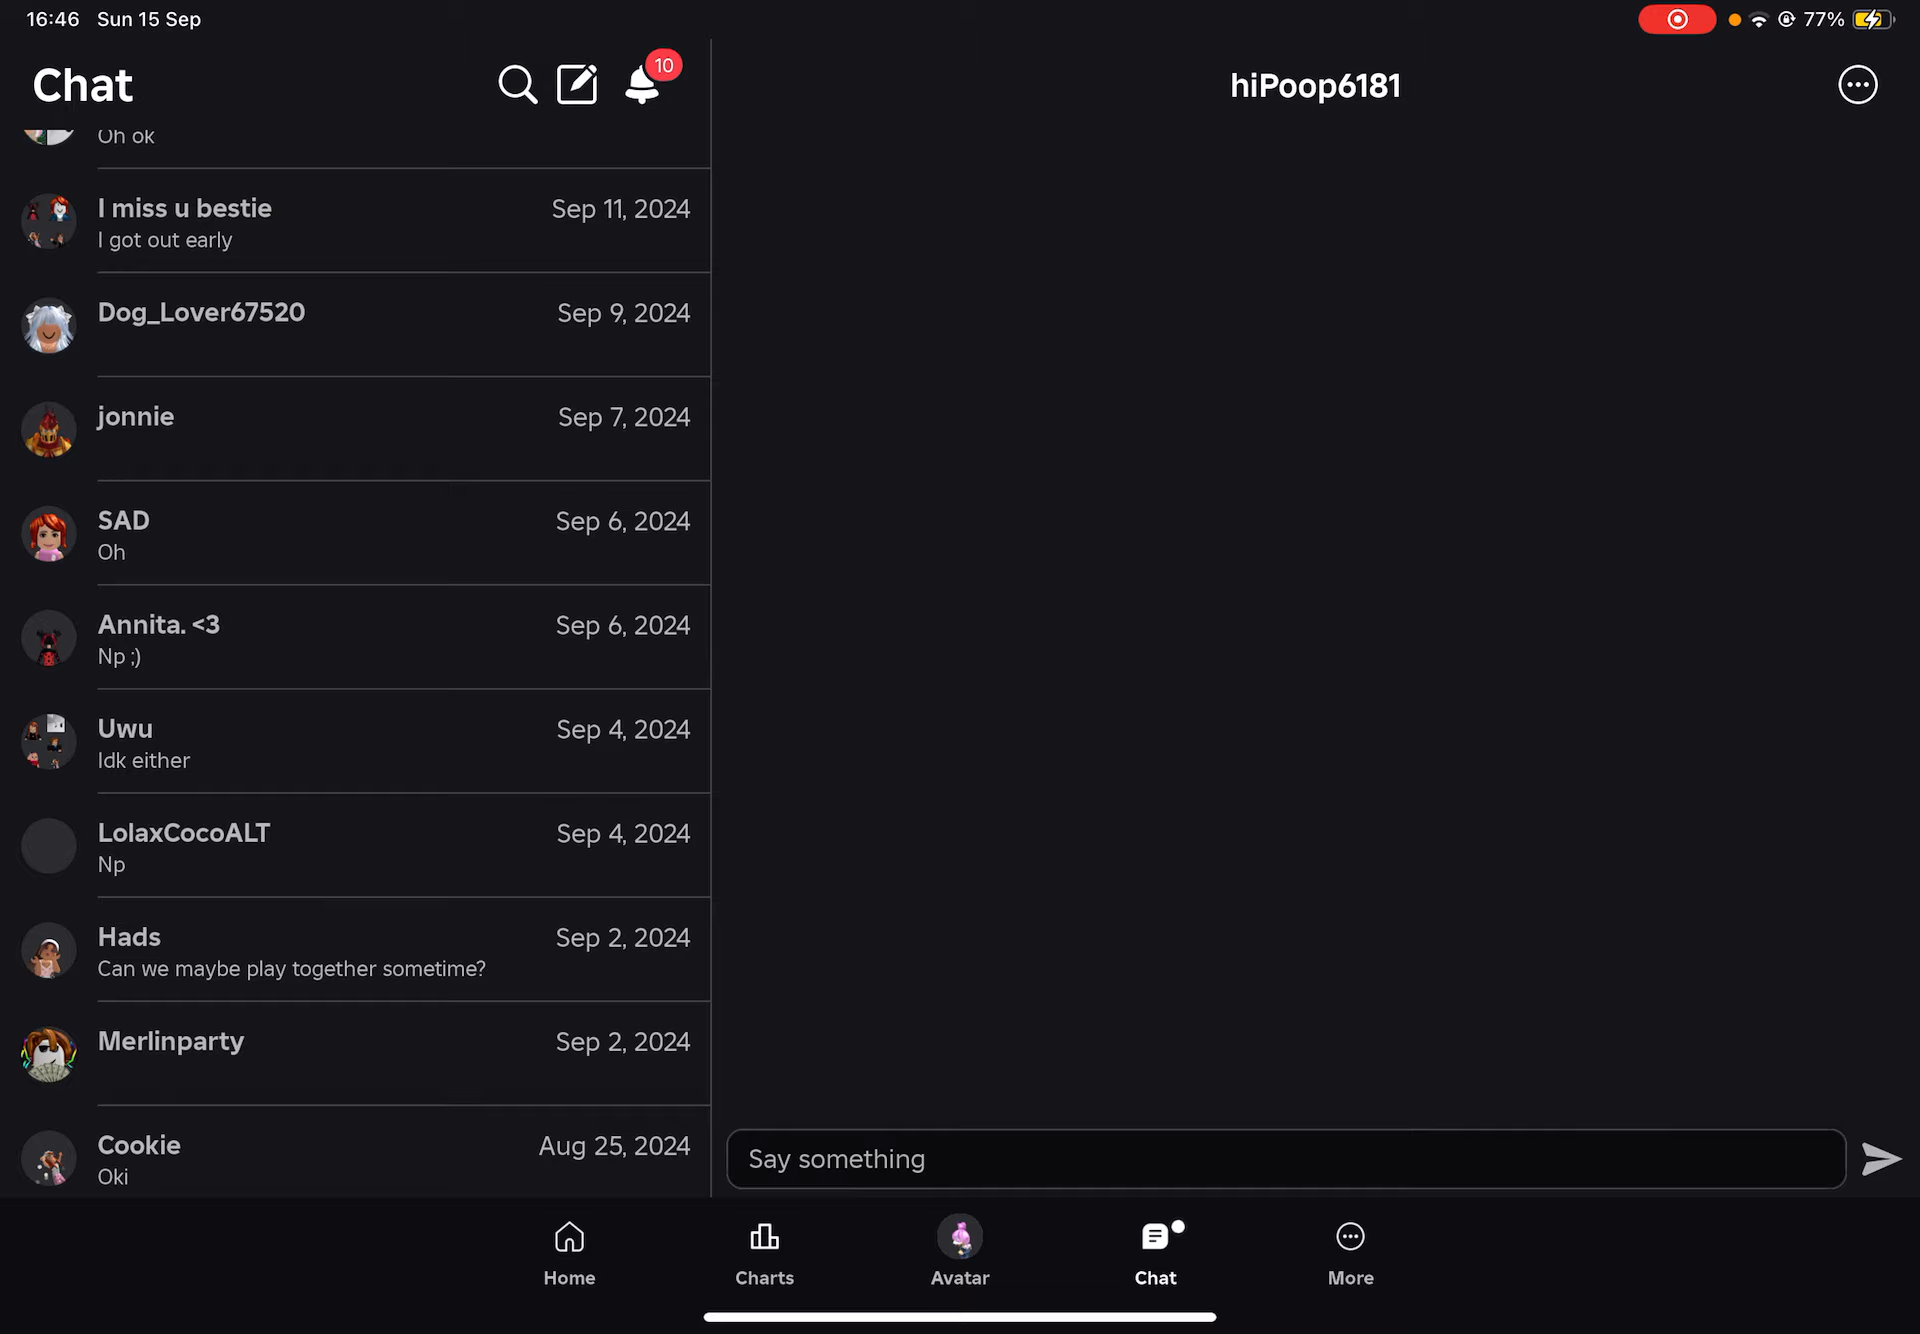 16:46 Sun 15 Sep
77%
Chat
10
hiPoop6181
Oh ok
I miss u bestie
Sep 11, 2024
I got out early
Dog_Lover67520
Sep 9, 2024
jonnie
Sep 7, 2024
SAD
Sep 6, 2024
Oh
Annita. <3
Sep 6, 2024
Np ;)
Uwu
Sep 4, 2024
Idk either
LolaxCocoALT
Sep 4, 2024
Np
Hads
Sep 2, 2024
Can we maybe play together sometime?
Merlinparty
Sep 2, 2024
Cookie
Aug 25, 2024
Oki
Say something
Home
Charts
Avatar
Chat
More